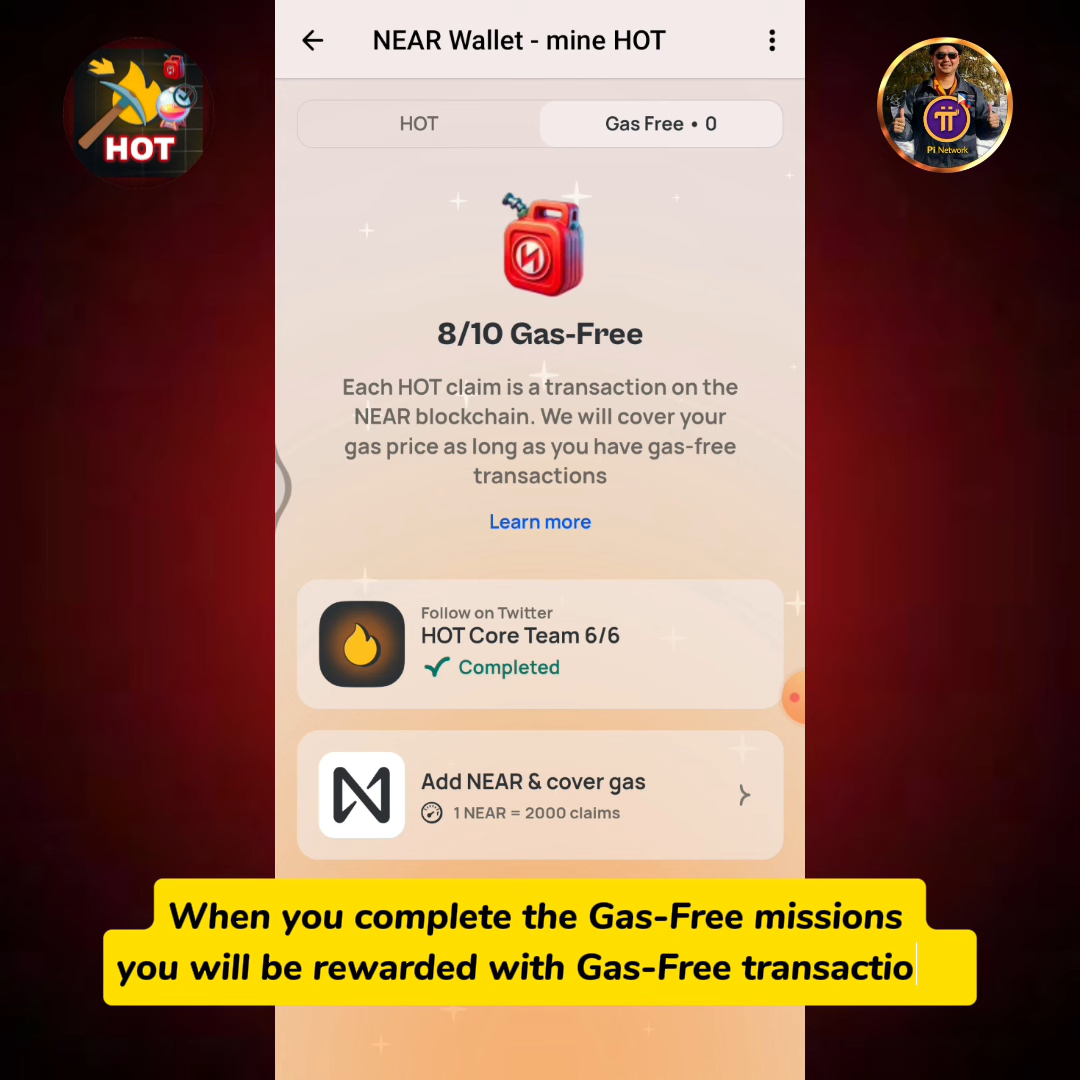 NEAR Wallet - mine HOT
HOT
Pi Network
HOT
Gas Free • 0
8/10 Gas-Free
Each HOT claim is a transaction on the
NEAR blockchain. We will cover your
gas price as long as you have gas-free
transactions
Learn more
Follow on Twitter
HOT Core Team 6/6
Completed
Add NEAR & cover gas
1 NEAR = 2000 claims
When you complete the Gas-Free missions
you will be rewarded with Gas-Free transactio